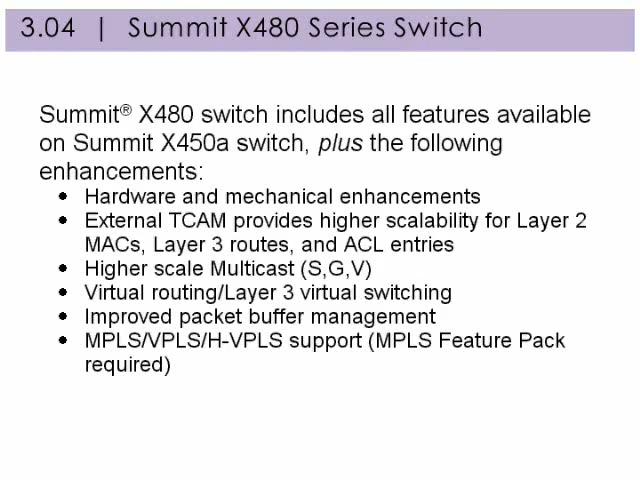 3.04 | Summit X480 Series Switch
Summit® X480 switch includes all features available
on Summit X450a switch, plus the following
enhancements:
• Hardware and mechanical enhancements
• External TCAM provides higher scalability for Layer 2
MACs, Layer 3 routes, and ACL entries
• Higher scale Multicast (S,G,V)
• Virtual routing/Layer 3 virtual switching
• Improved packet buffer management
• MPLS/VPLS/H-VPLS support (MPLS Feature Pack
required)